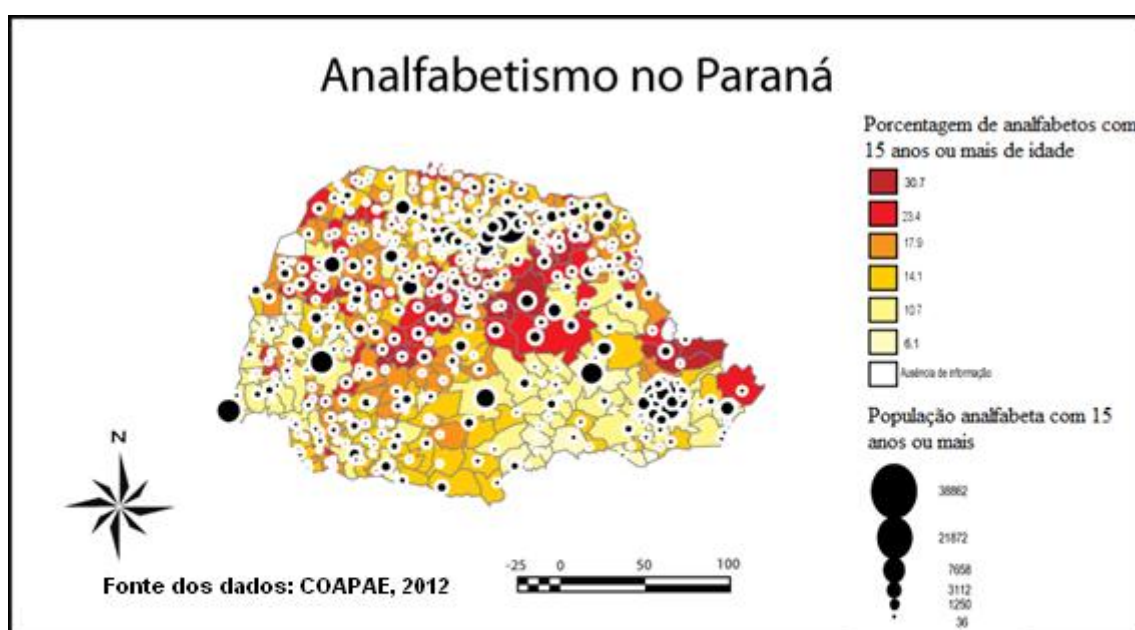 Analfabetismo no Paraná
Porcentagem de analfabetos com
15 anos ou mais de idade
30.7
23.4
17.9
14.1
10.7
6.1
Ausência de informação
População analfabeta com 15
anos ou mais
38862
21872
7658
3112
1250
36
N
Fonte dos dados: COAPAE, 2012
-25 0 50 100